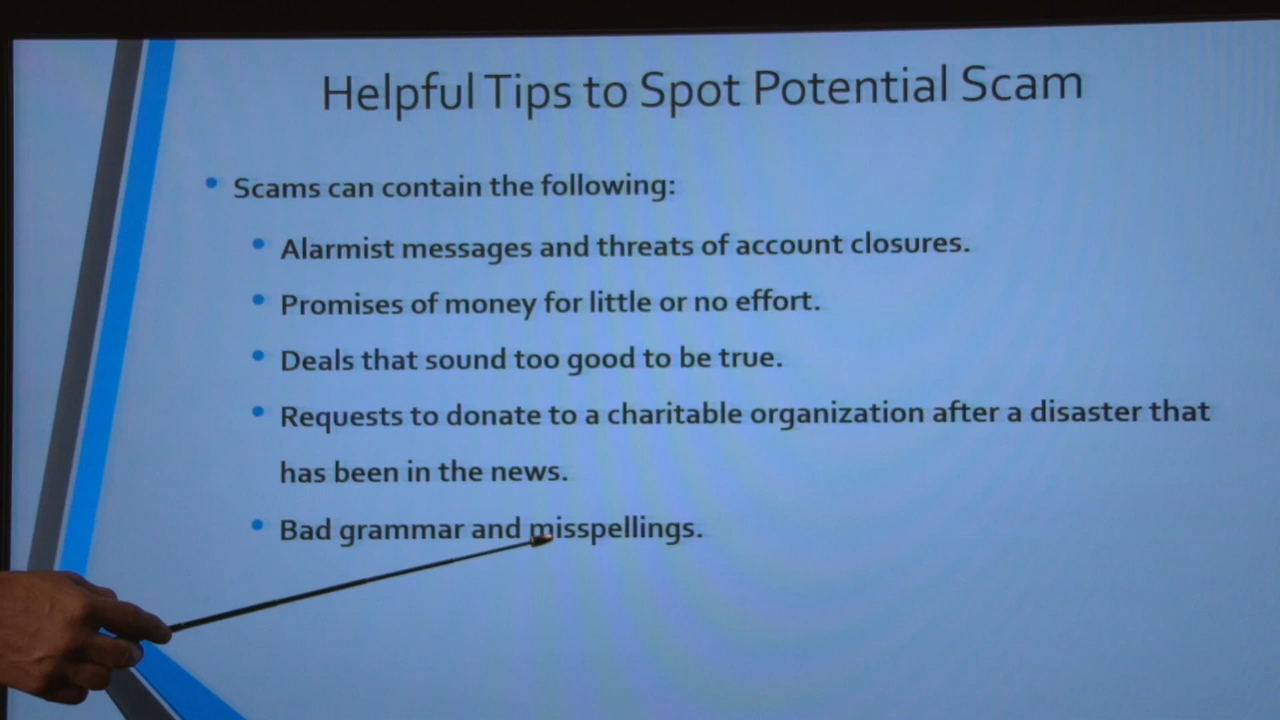 Helpful Tips to Spot Potential Scam
• Scams can contain the following:
• Alarmist messages and threats of account closures.
• Promises of money for little or no effort.
• Deals that sound too good to be true.
• Requests to donate to a charitable organization after a disaster that
has been in the news.
• Bad grammar and misspellings.